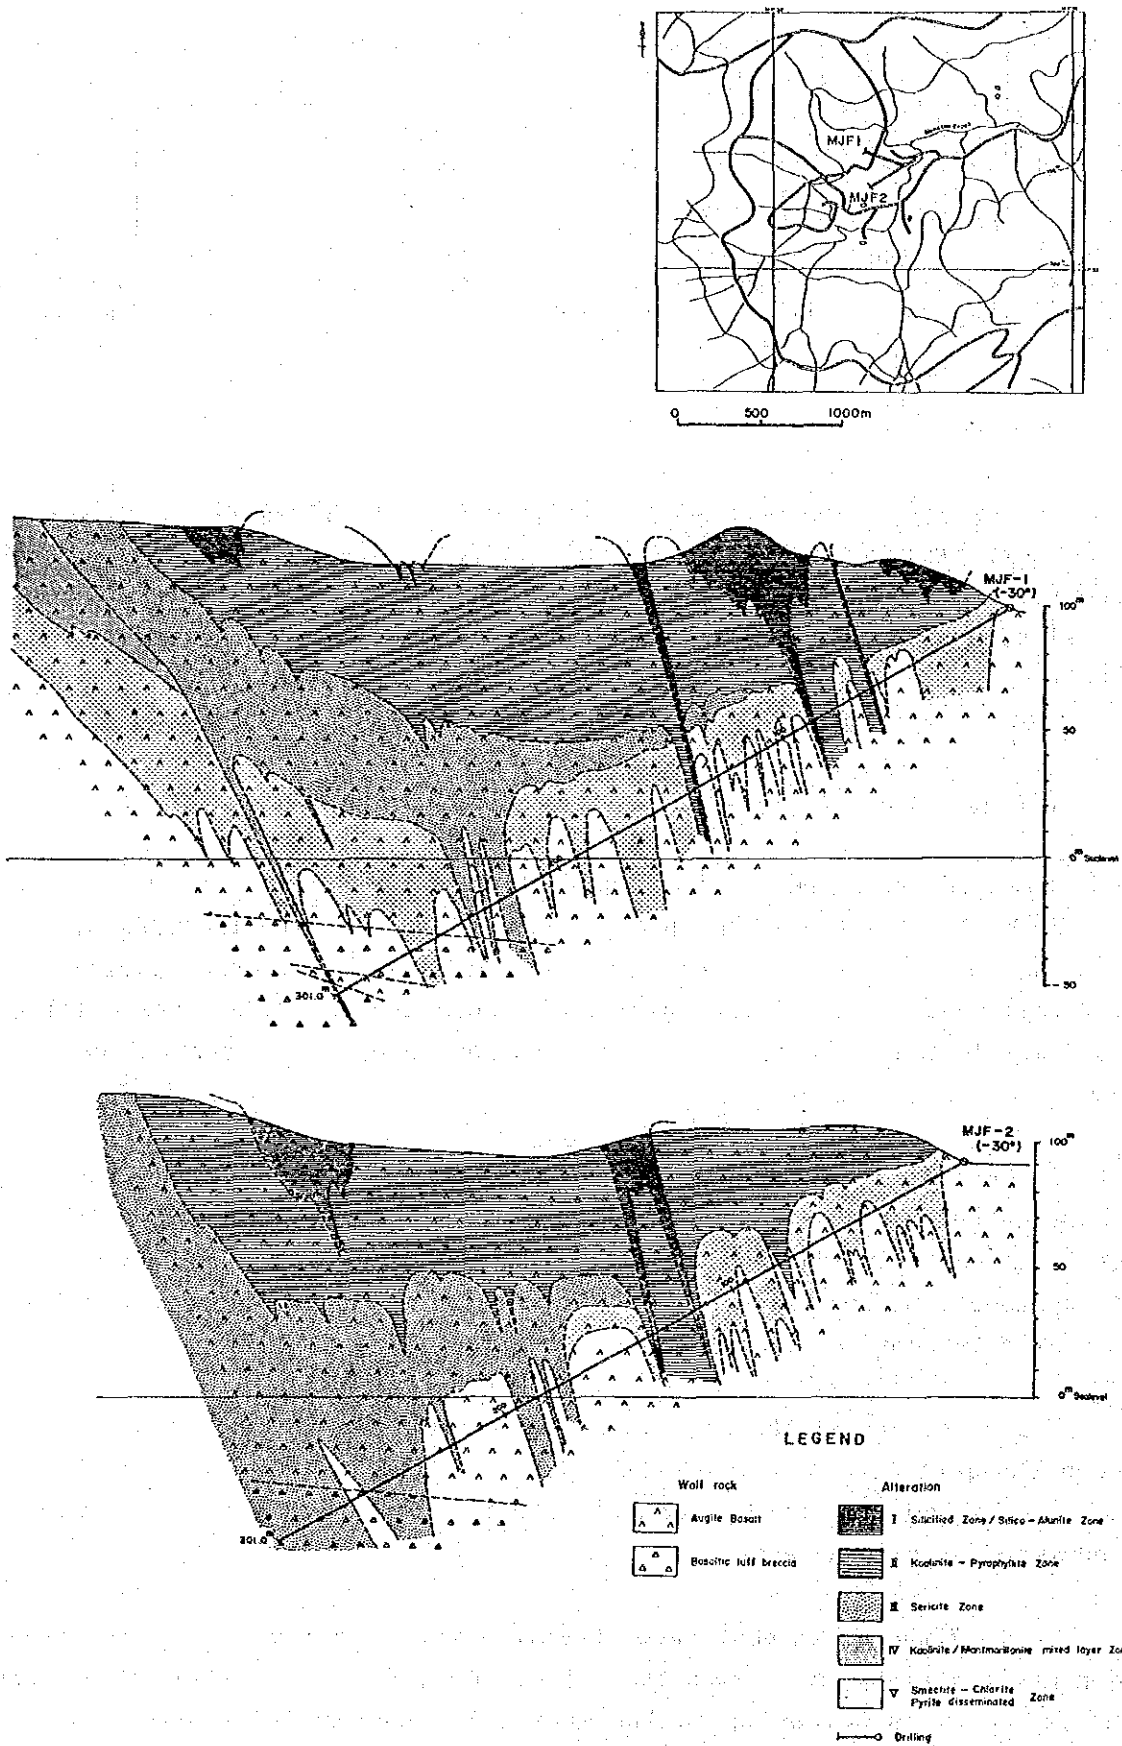 MJF1
MJF2
0 500 1000m
MJF-1
(-30°)
100m
50
0m Sealevel
-50
301.0m
MJF-2
(-30°)
100m
50
0m Sealevel
301.0m
LEGEND
Wall rock
Augite Basalt
Basaltic tuff breccia
Alteration
I Silicified Zone / Silica - Alunite Zone
II Kaolinite - Pyrophyllite Zone
III Sericite Zone
IV Kaolinite / Montmorillonite mixed layer Zo
V Smectite - Chlorite
Pyrite disseminated Zone
Drilling